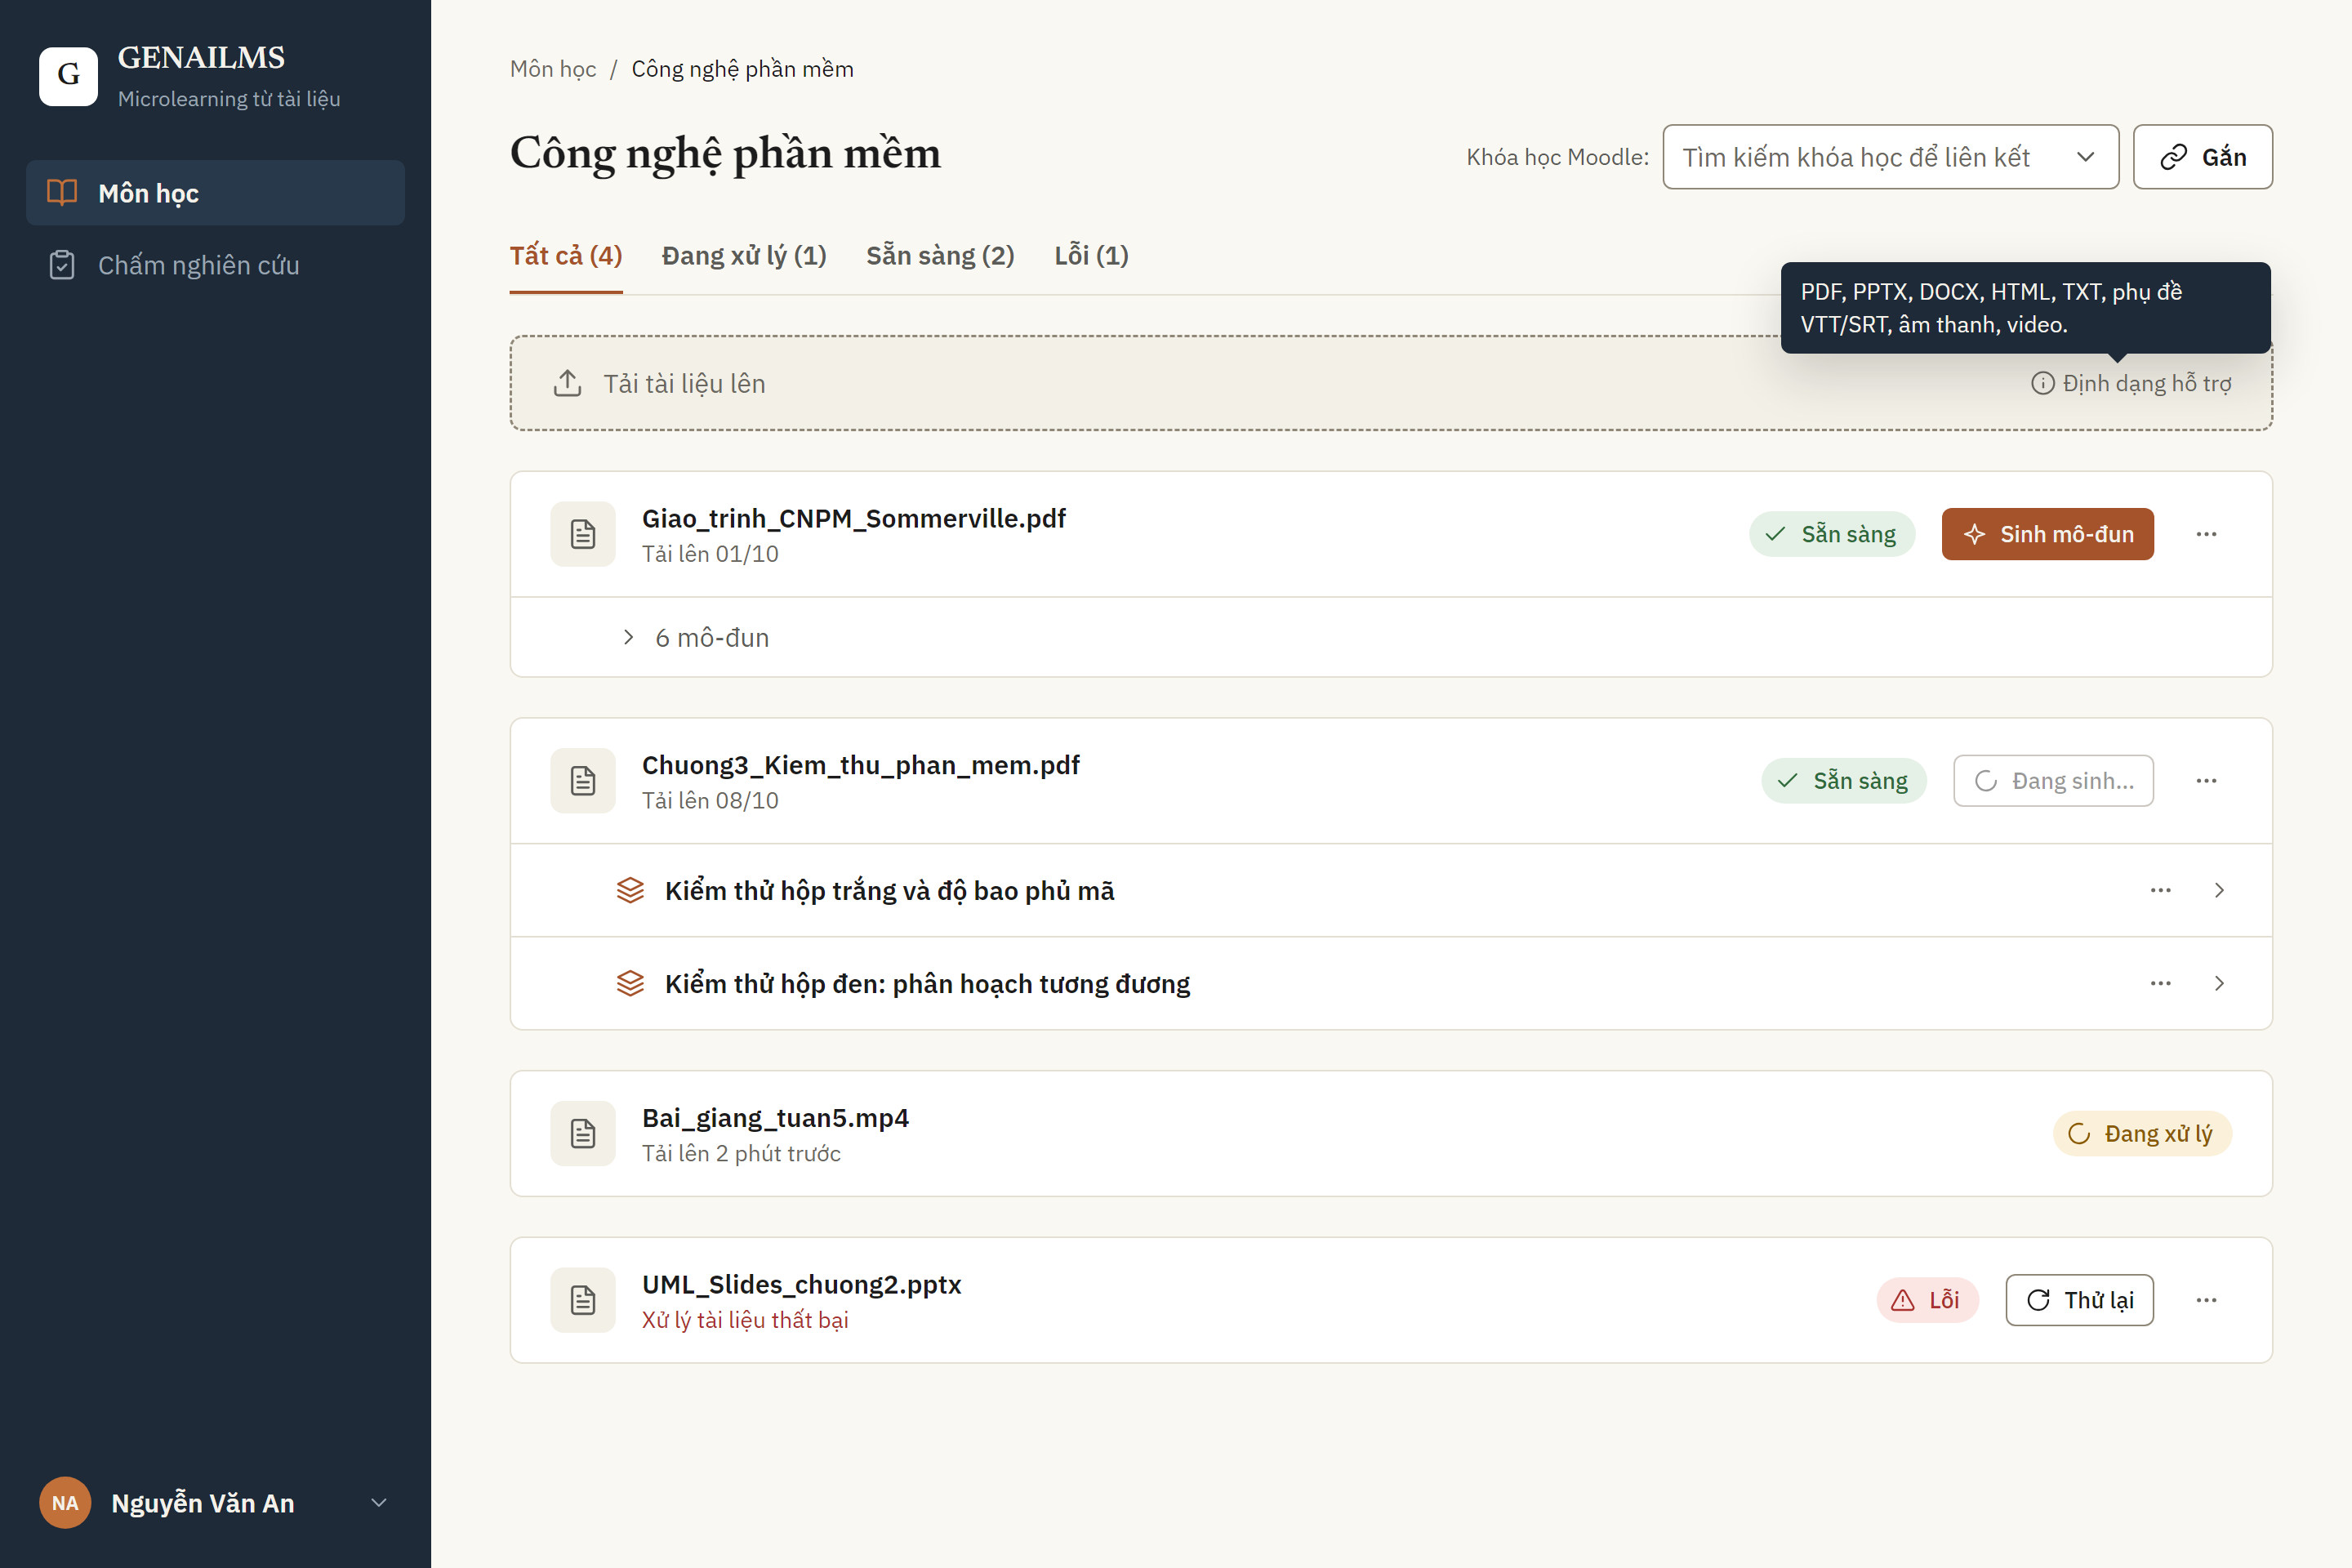 G
GENAILMS
Microlearning từ tài liệu
Môn học
Chấm nghiên cứu
NA
Nguyễn Văn An
Môn học / Công nghệ phần mềm
Công nghệ phần mềm
Khóa học Moodle:
Tìm kiếm khóa học để liên kết
Gắn
Tất cả (4)
Đang xử lý (1)
Sẵn sàng (2)
Lỗi (1)
PDF, PPTX, DOCX, HTML, TXT, phụ đề
VTT/SRT, âm thanh, video.
Tải tài liệu lên
Định dạng hỗ trợ
Giao_trinh_CNPM_Sommerville.pdf
Tải lên 01/10
Sẵn sàng
Sinh mô-đun
6 mô-đun
Chuong3_Kiem_thu_phan_mem.pdf
Tải lên 08/10
Sẵn sàng
Đang sinh...
Kiểm thử hộp trắng và độ bao phủ mã
Kiểm thử hộp đen: phân hoạch tương đương
Bai_giang_tuan5.mp4
Tải lên 2 phút trước
Đang xử lý
UML_Slides_chuong2.pptx
Xử lý tài liệu thất bại
Lỗi
Thử lại